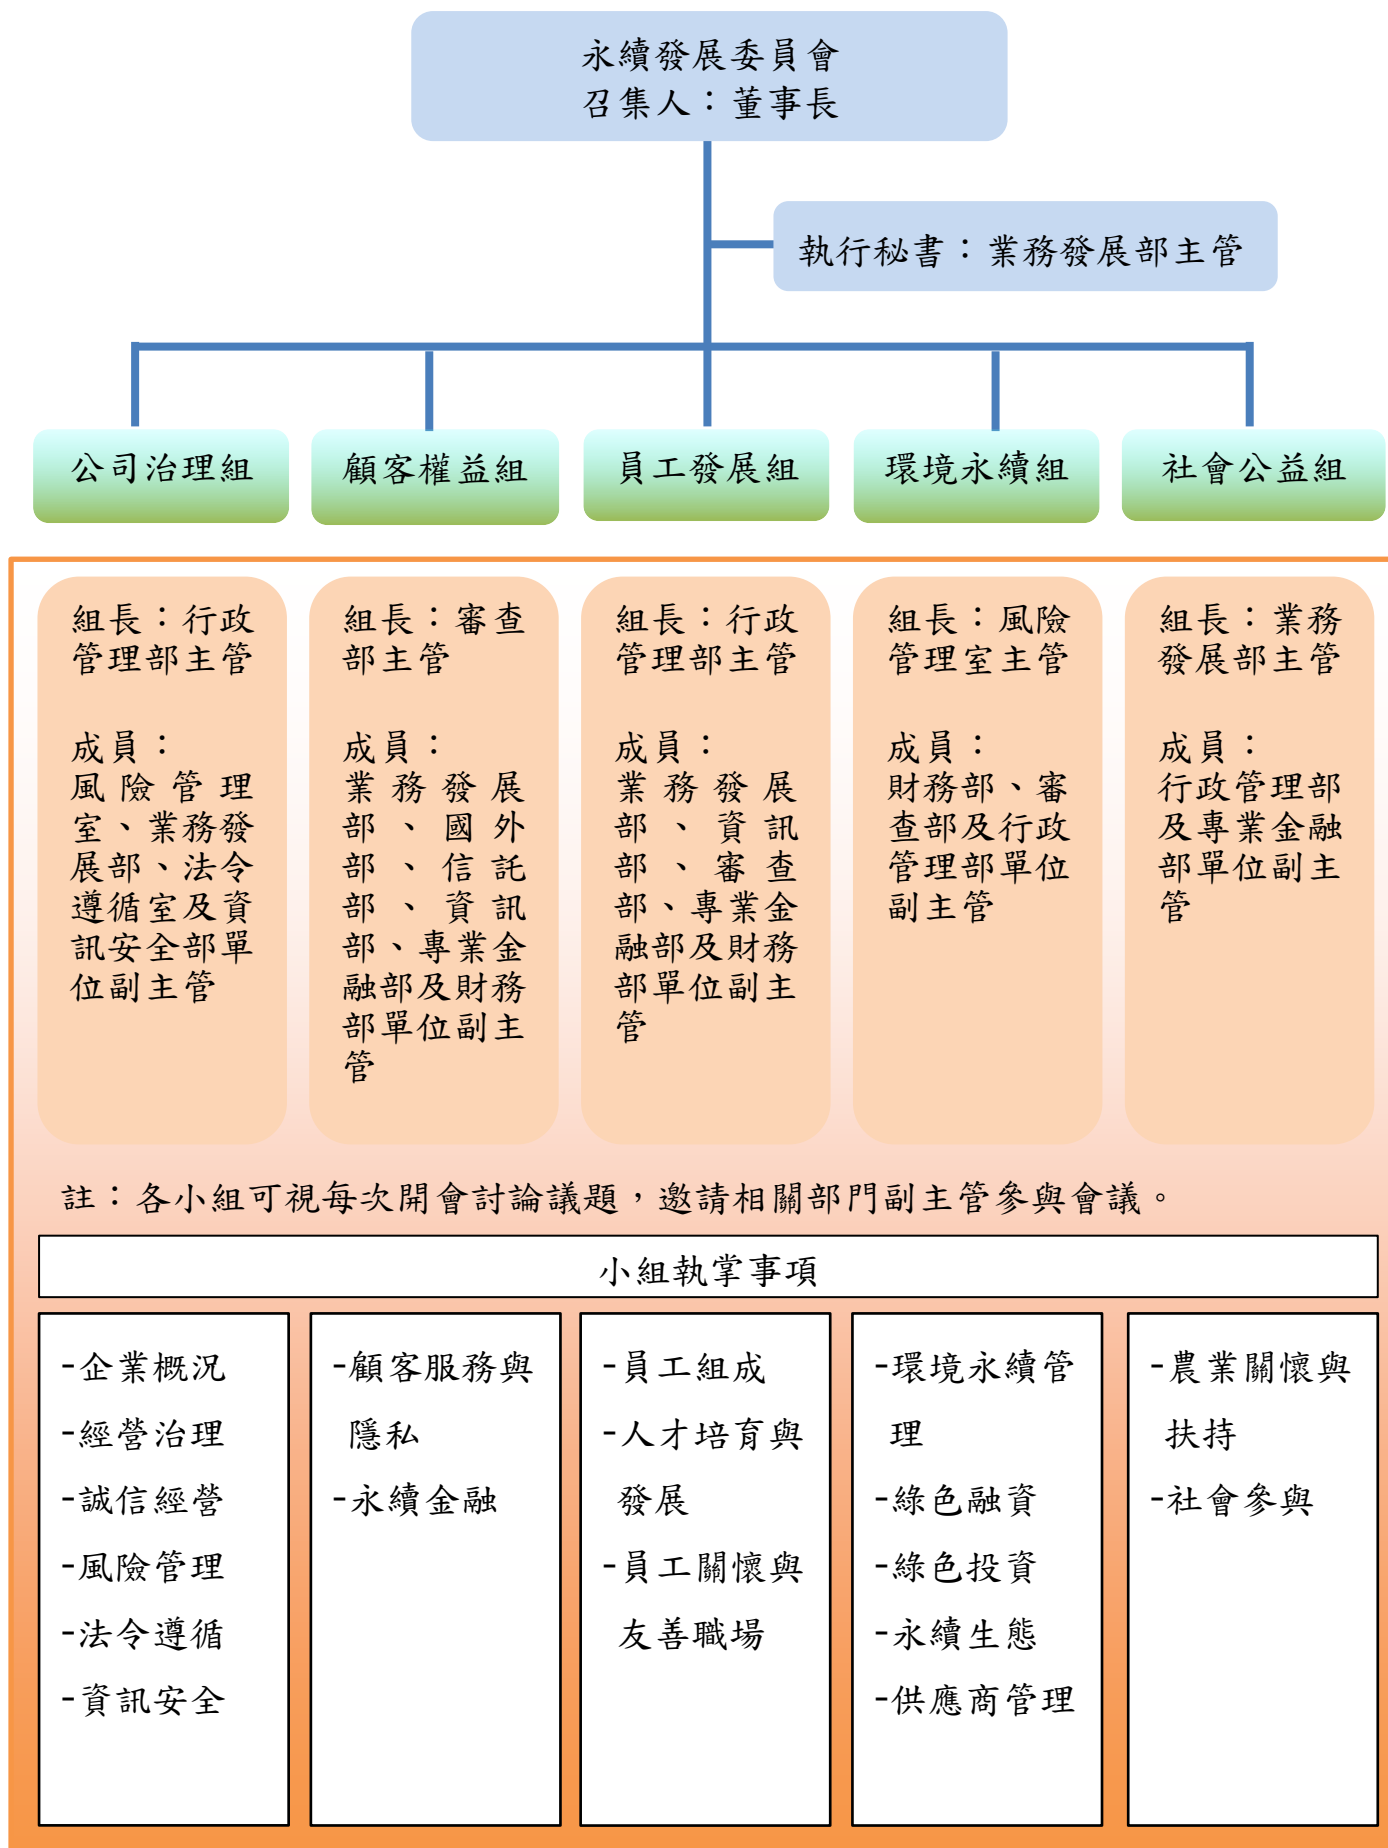 永續發展委員會
召集人：董事長
執行秘書：業務發展部主管
公司治理組
顧客權益組
員工發展組
環境永續組
社會公益組
組長：行政
管理部主管
成員：
風險管理
室、業務發
展部、法令
遵循室及資
訊安全部單
位副主管
組長：審查
部主管
成員：
業務發展
部、國外
部、信託
部、資訊
部、專業金
融部及財務
部單位副主
管
組長：行政
管理部主管
成員：
業務發展
部、資訊
部、審查
部、專業金
融部及財務
部單位副主
管
組長：風險
管理室主管
成員：
財務部、審
查部及行政
管理部單位
副主管
組長：業務
發展部主管
成員：
行政管理部
及專業金融
部單位副主
管
註：各小組可視每次開會討論議題，邀請相關部門副主管參與會議。
小組執掌事項
-企業概況
-經營治理
-誠信經營
-風險管理
-法令遵循
-資訊安全
-顧客服務與
隱私
-永續金融
-員工組成
-人才培育與
發展
-員工關懷與
友善職場
-環境永續管
理
-綠色融資
-綠色投資
-永續生態
-供應商管理
-農業關懷與
扶持
-社會參與